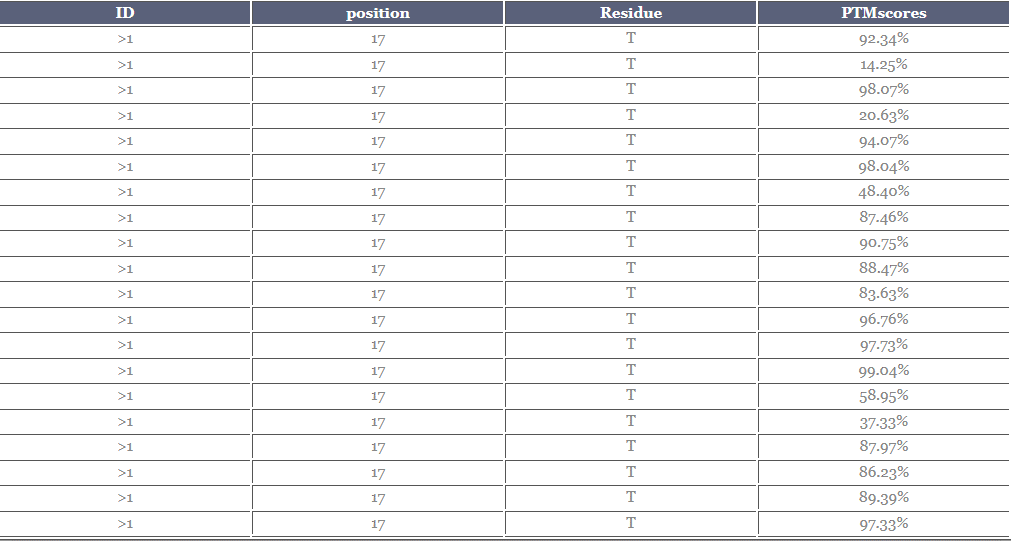 ID position Residue PTMscores
>1 17 T 92.34%
>1 17 T 14.25%
>1 17 T 98.07%
>1 17 T 20.63%
>1 17 T 94.07%
>1 17 T 98.04%
>1 17 T 48.40%
>1 17 T 87.46%
>1 17 T 90.75%
>1 17 T 88.47%
>1 17 T 83.63%
>1 17 T 96.76%
>1 17 T 97.73%
>1 17 T 99.04%
>1 17 T 58.95%
>1 17 T 37.33%
>1 17 T 87.97%
>1 17 T 86.23%
>1 17 T 89.39%
>1 17 T 97.33%